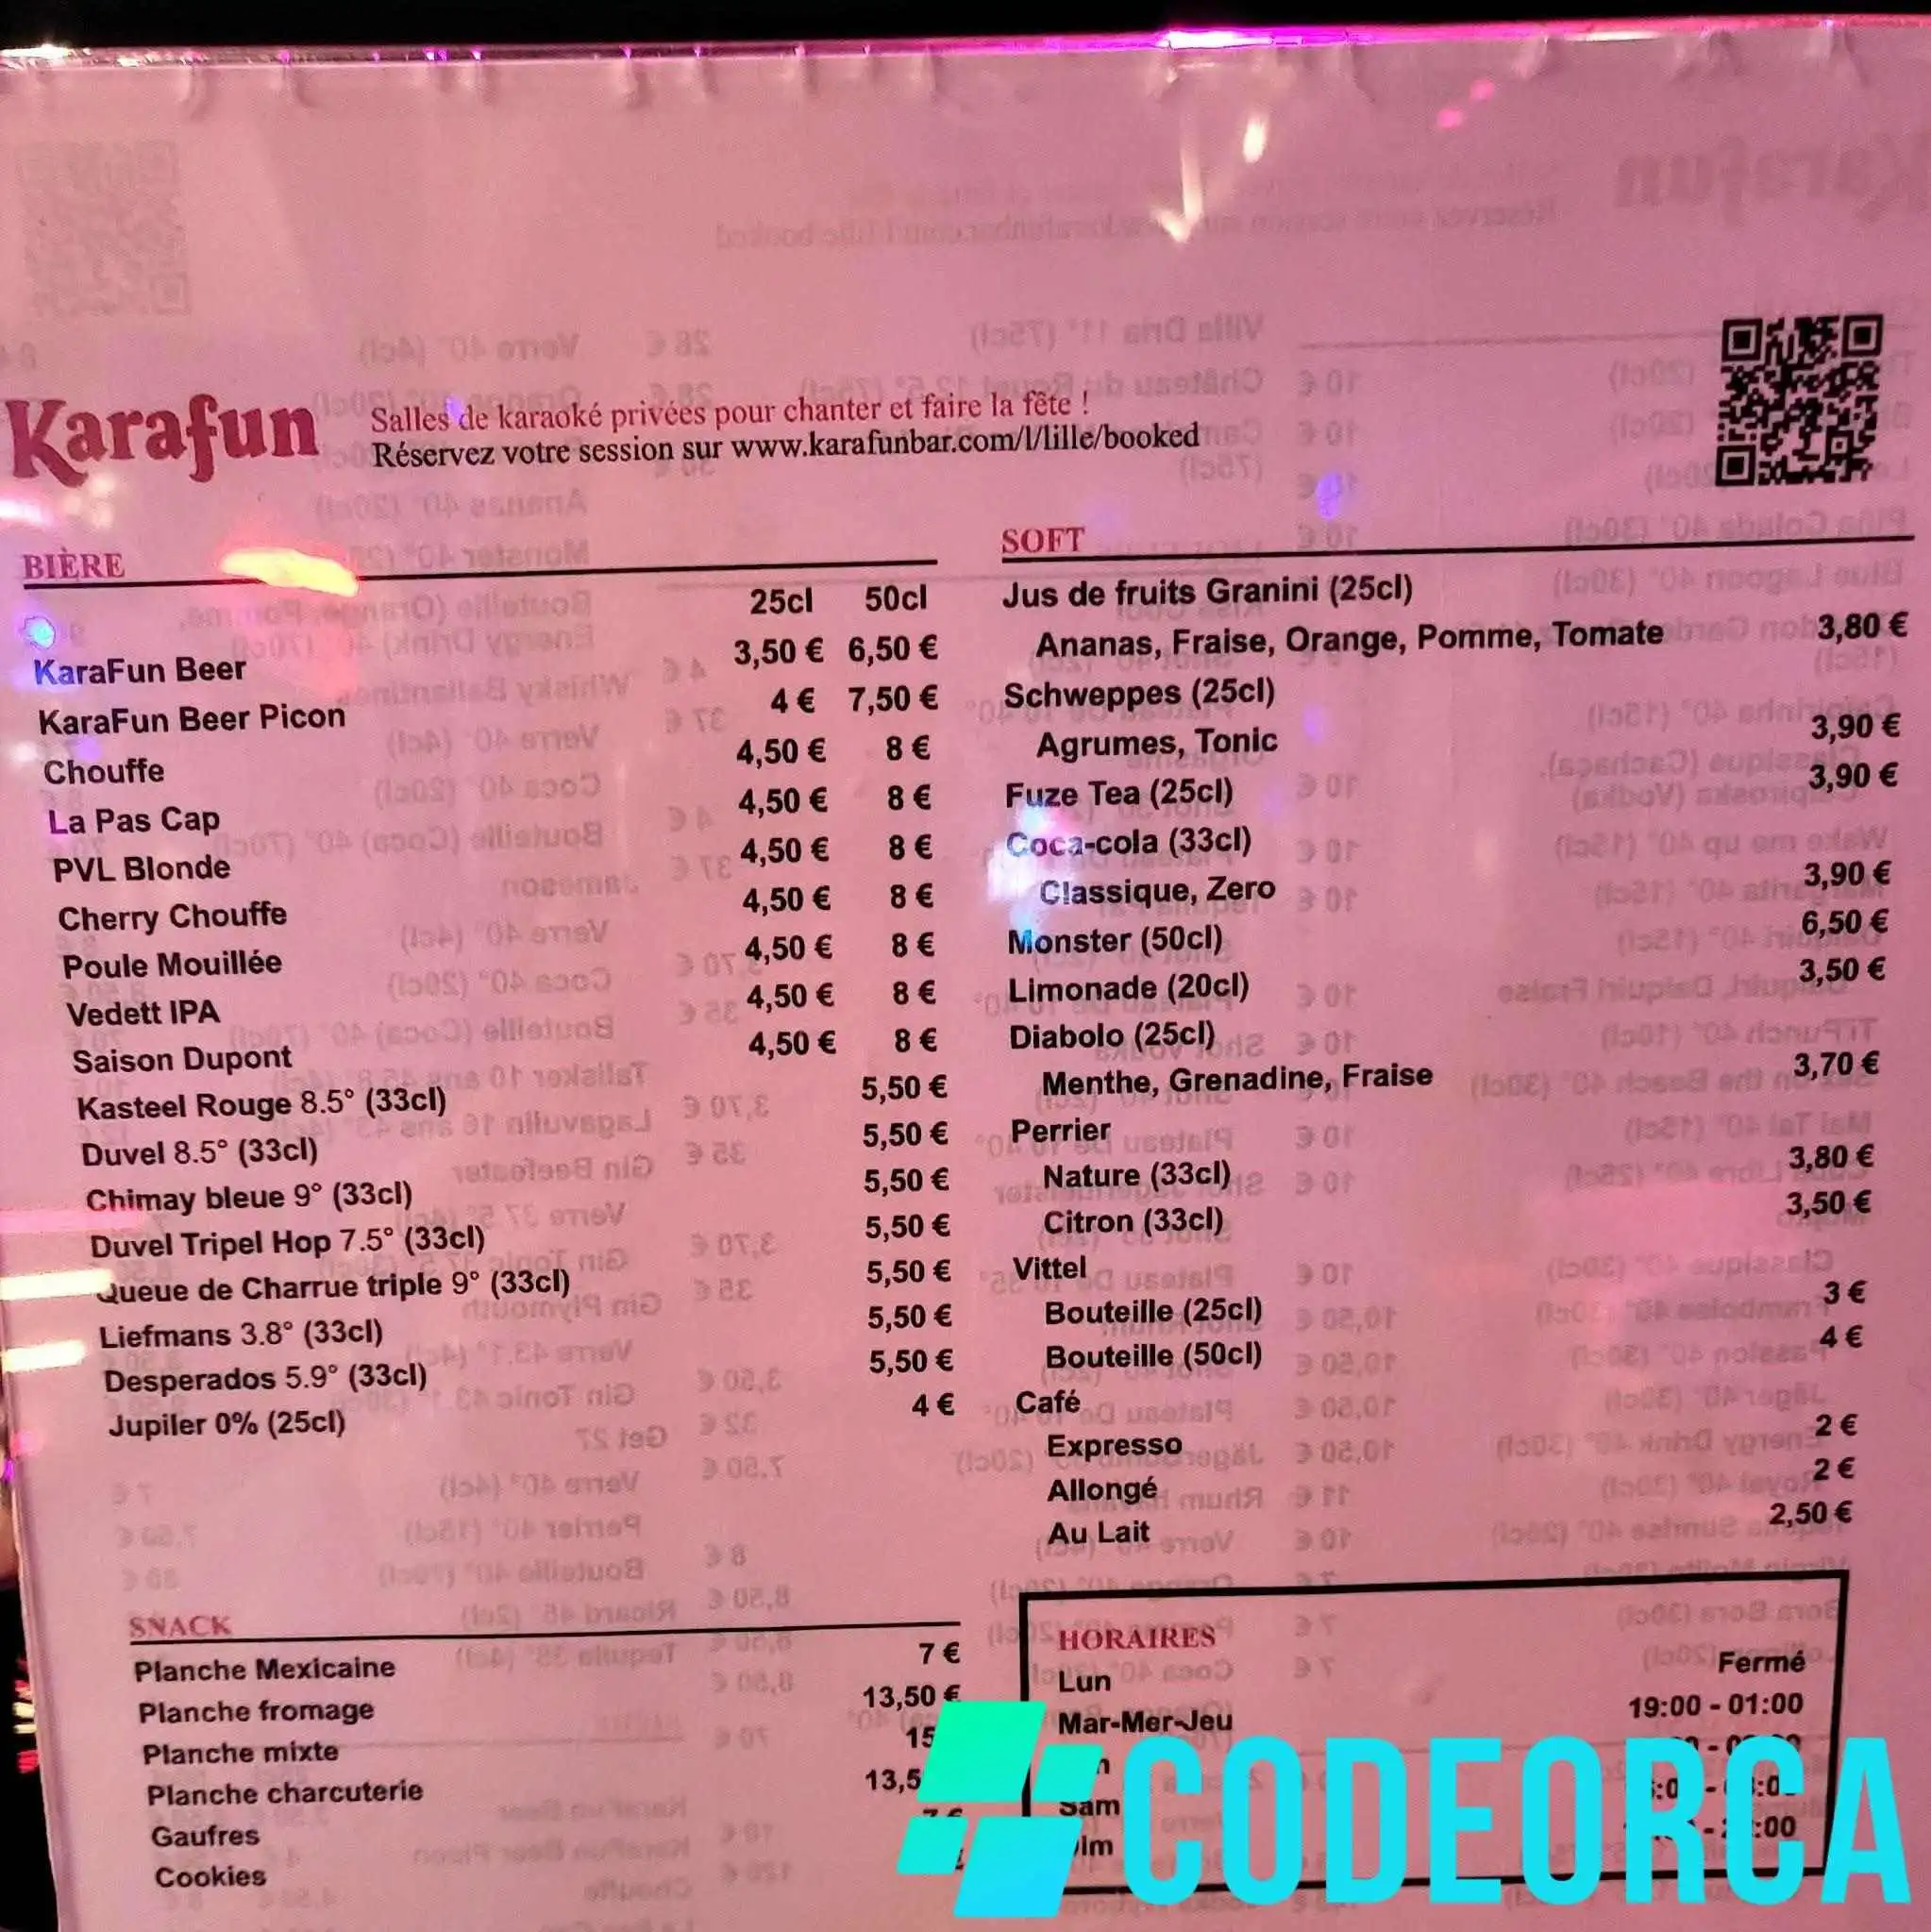 Karafun
Salles de karaoké privées pour chanter et faire la fête !
Réservez votre session sur www.karafunbar.com/l/lille/booked
BIÈRE
25cl 50cl
KaraFun Beer 3,50 € 6,50 €
KaraFun Beer Picon 4 € 7,50 €
Chouffe 4,50 € 8 €
La Pas Cap 4,50 € 8 €
PVL Blonde 4,50 € 8 €
Cherry Chouffe 4,50 € 8 €
Poule Mouillée 4,50 € 8 €
Vedett IPA 4,50 € 8 €
Saison Dupont 4,50 € 8 €
Kasteel Rouge 8.5° (33cl) 5,50 €
Duvel 8.5° (33cl) 5,50 €
Chimay bleue 9° (33cl) 5,50 €
Duvel Tripel Hop 7.5° (33cl) 5,50 €
Queue de Charrue triple 9° (33cl) 5,50 €
Liefmans 3.8° (33cl) 5,50 €
Desperados 5.9° (33cl) 5,50 €
Jupiler 0% (25cl) 4 €
SNACK
Planche Mexicaine 7 €
Planche fromage 13,50 €
Planche mixte 15
Planche charcuterie 13,5
Gaufres 7 €
Cookies
SOFT
Jus de fruits Granini (25cl)
Ananas, Fraise, Orange, Pomme, Tomate 3,80 €
Schweppes (25cl)
Agrumes, Tonic 3,90 €
Fuze Tea (25cl) 3,90 €
Coca-cola (33cl)
Classique, Zero 3,90 €
Monster (50cl) 6,50 €
Limonade (20cl) 3,50 €
Diabolo (25cl)
Menthe, Grenadine, Fraise 3,70 €
Perrier
Nature (33cl) 3,80 €
Citron (33cl) 3,50 €
Vittel
Bouteille (25cl) 3 €
Bouteille (50cl) 4 €
Café
Expresso 2 €
Allongé 2 €
Au Lait 2,50 €
HORAIRES
Lun Fermé
Mar-Mer-Jeu 19:00 - 01:00
Sam
CODEORCA